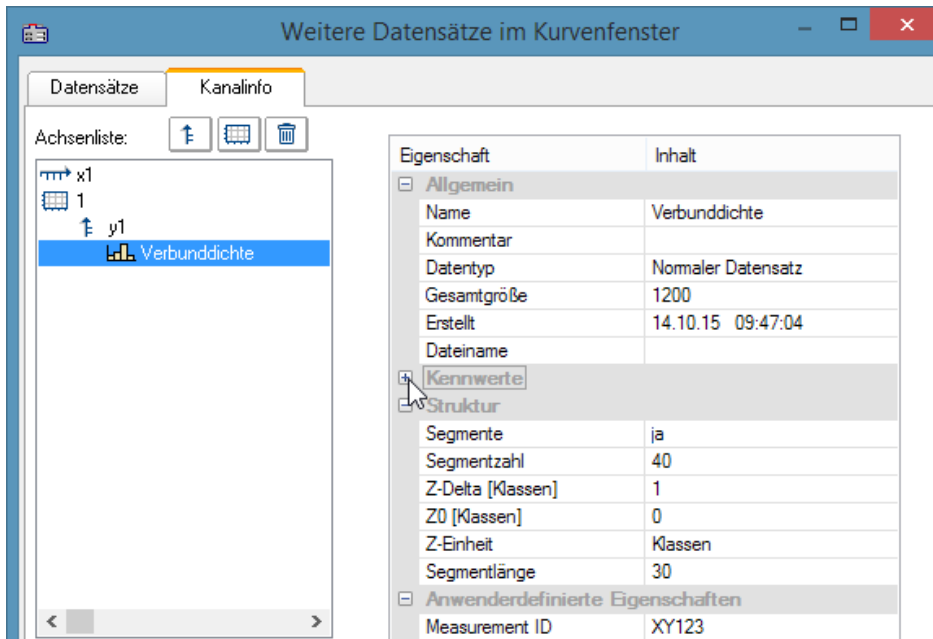 Weitere Datensätze im Kurvenfenster
Datensätze Kanalinfo
Achsenliste:
x1
1
y1
Verbunddichte
Eigenschaft Inhalt
Allgemein
Name Verbunddichte
Kommentar
Datentyp Normaler Datensatz
Gesamtgröße 1200
Erstellt 14.10.15 09:47:04
Dateiname
Kennwerte
Struktur
Segmente ja
Segmentzahl 40
Z-Delta [Klassen] 1
Z0 [Klassen] 0
Z-Einheit Klassen
Segmentlänge 30
Anwenderdefinierte Eigenschaften
Measurement ID XY123